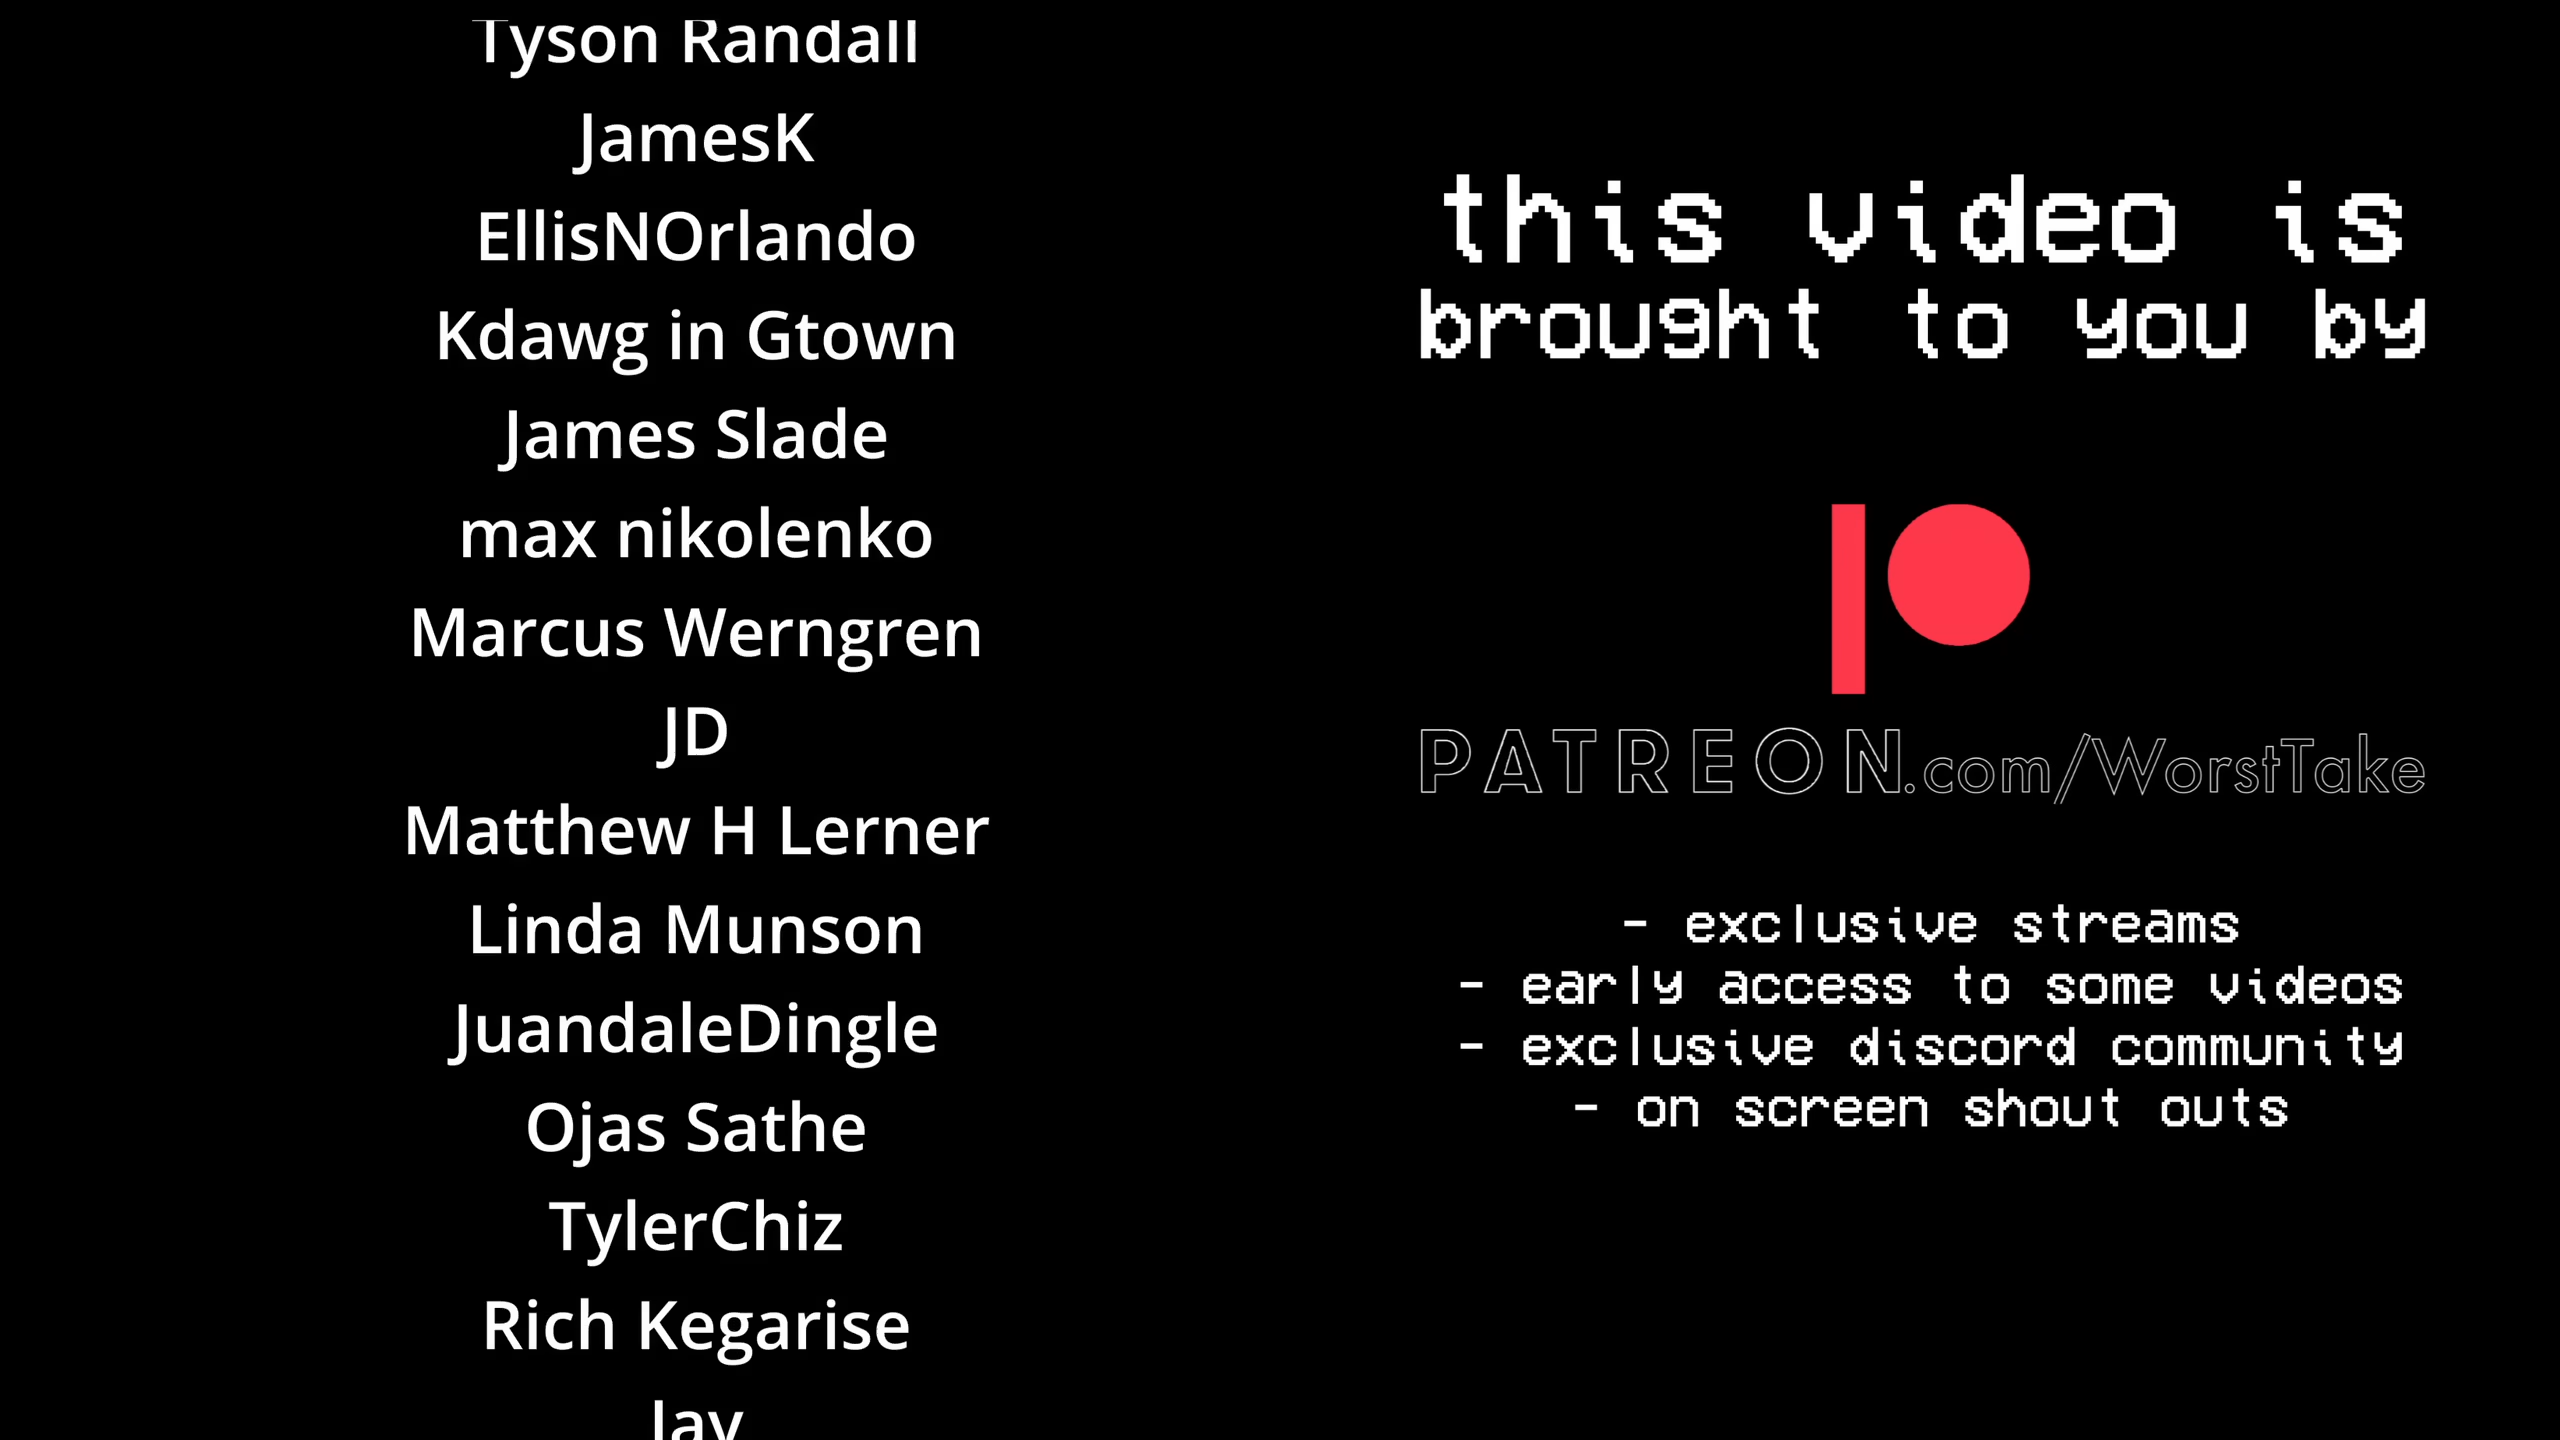 Tyson Randall
JamesK
EllisNOrlando
Kdawg in Gtown
James Slade
max nikolenko
Marcus Werngren
JD
Matthew H Lerner
Linda Munson
JuandaleDingle
Ojas Sathe
TylerChiz
Rich Kegarise
Jay
this video is
brought to you by
PATREON.com/WorstTake
- exclusive streams
- early access to some videos
- exclusive discord community
- on screen shout outs